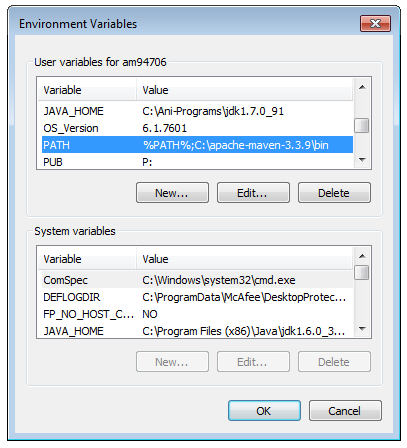 Environment Variables
User variables for am94706
Variable Value
JAVA_HOME C:\Ani-Programs\jdk1.7.0_91
OS_Version 6.1.7601
PATH %PATH%;C:\apache-maven-3.3.9\bin
PUB P:
New... Edit... Delete
System variables
Variable Value
ComSpec C:\Windows\system32\cmd.exe
DEFLOGDIR C:\ProgramData\McAfee\DesktopProtec...
FP_NO_HOST_C... NO
JAVA_HOME C:\Program Files (x86)\Java\jdk1.6.0_3...
New... Edit... Delete
OK Cancel